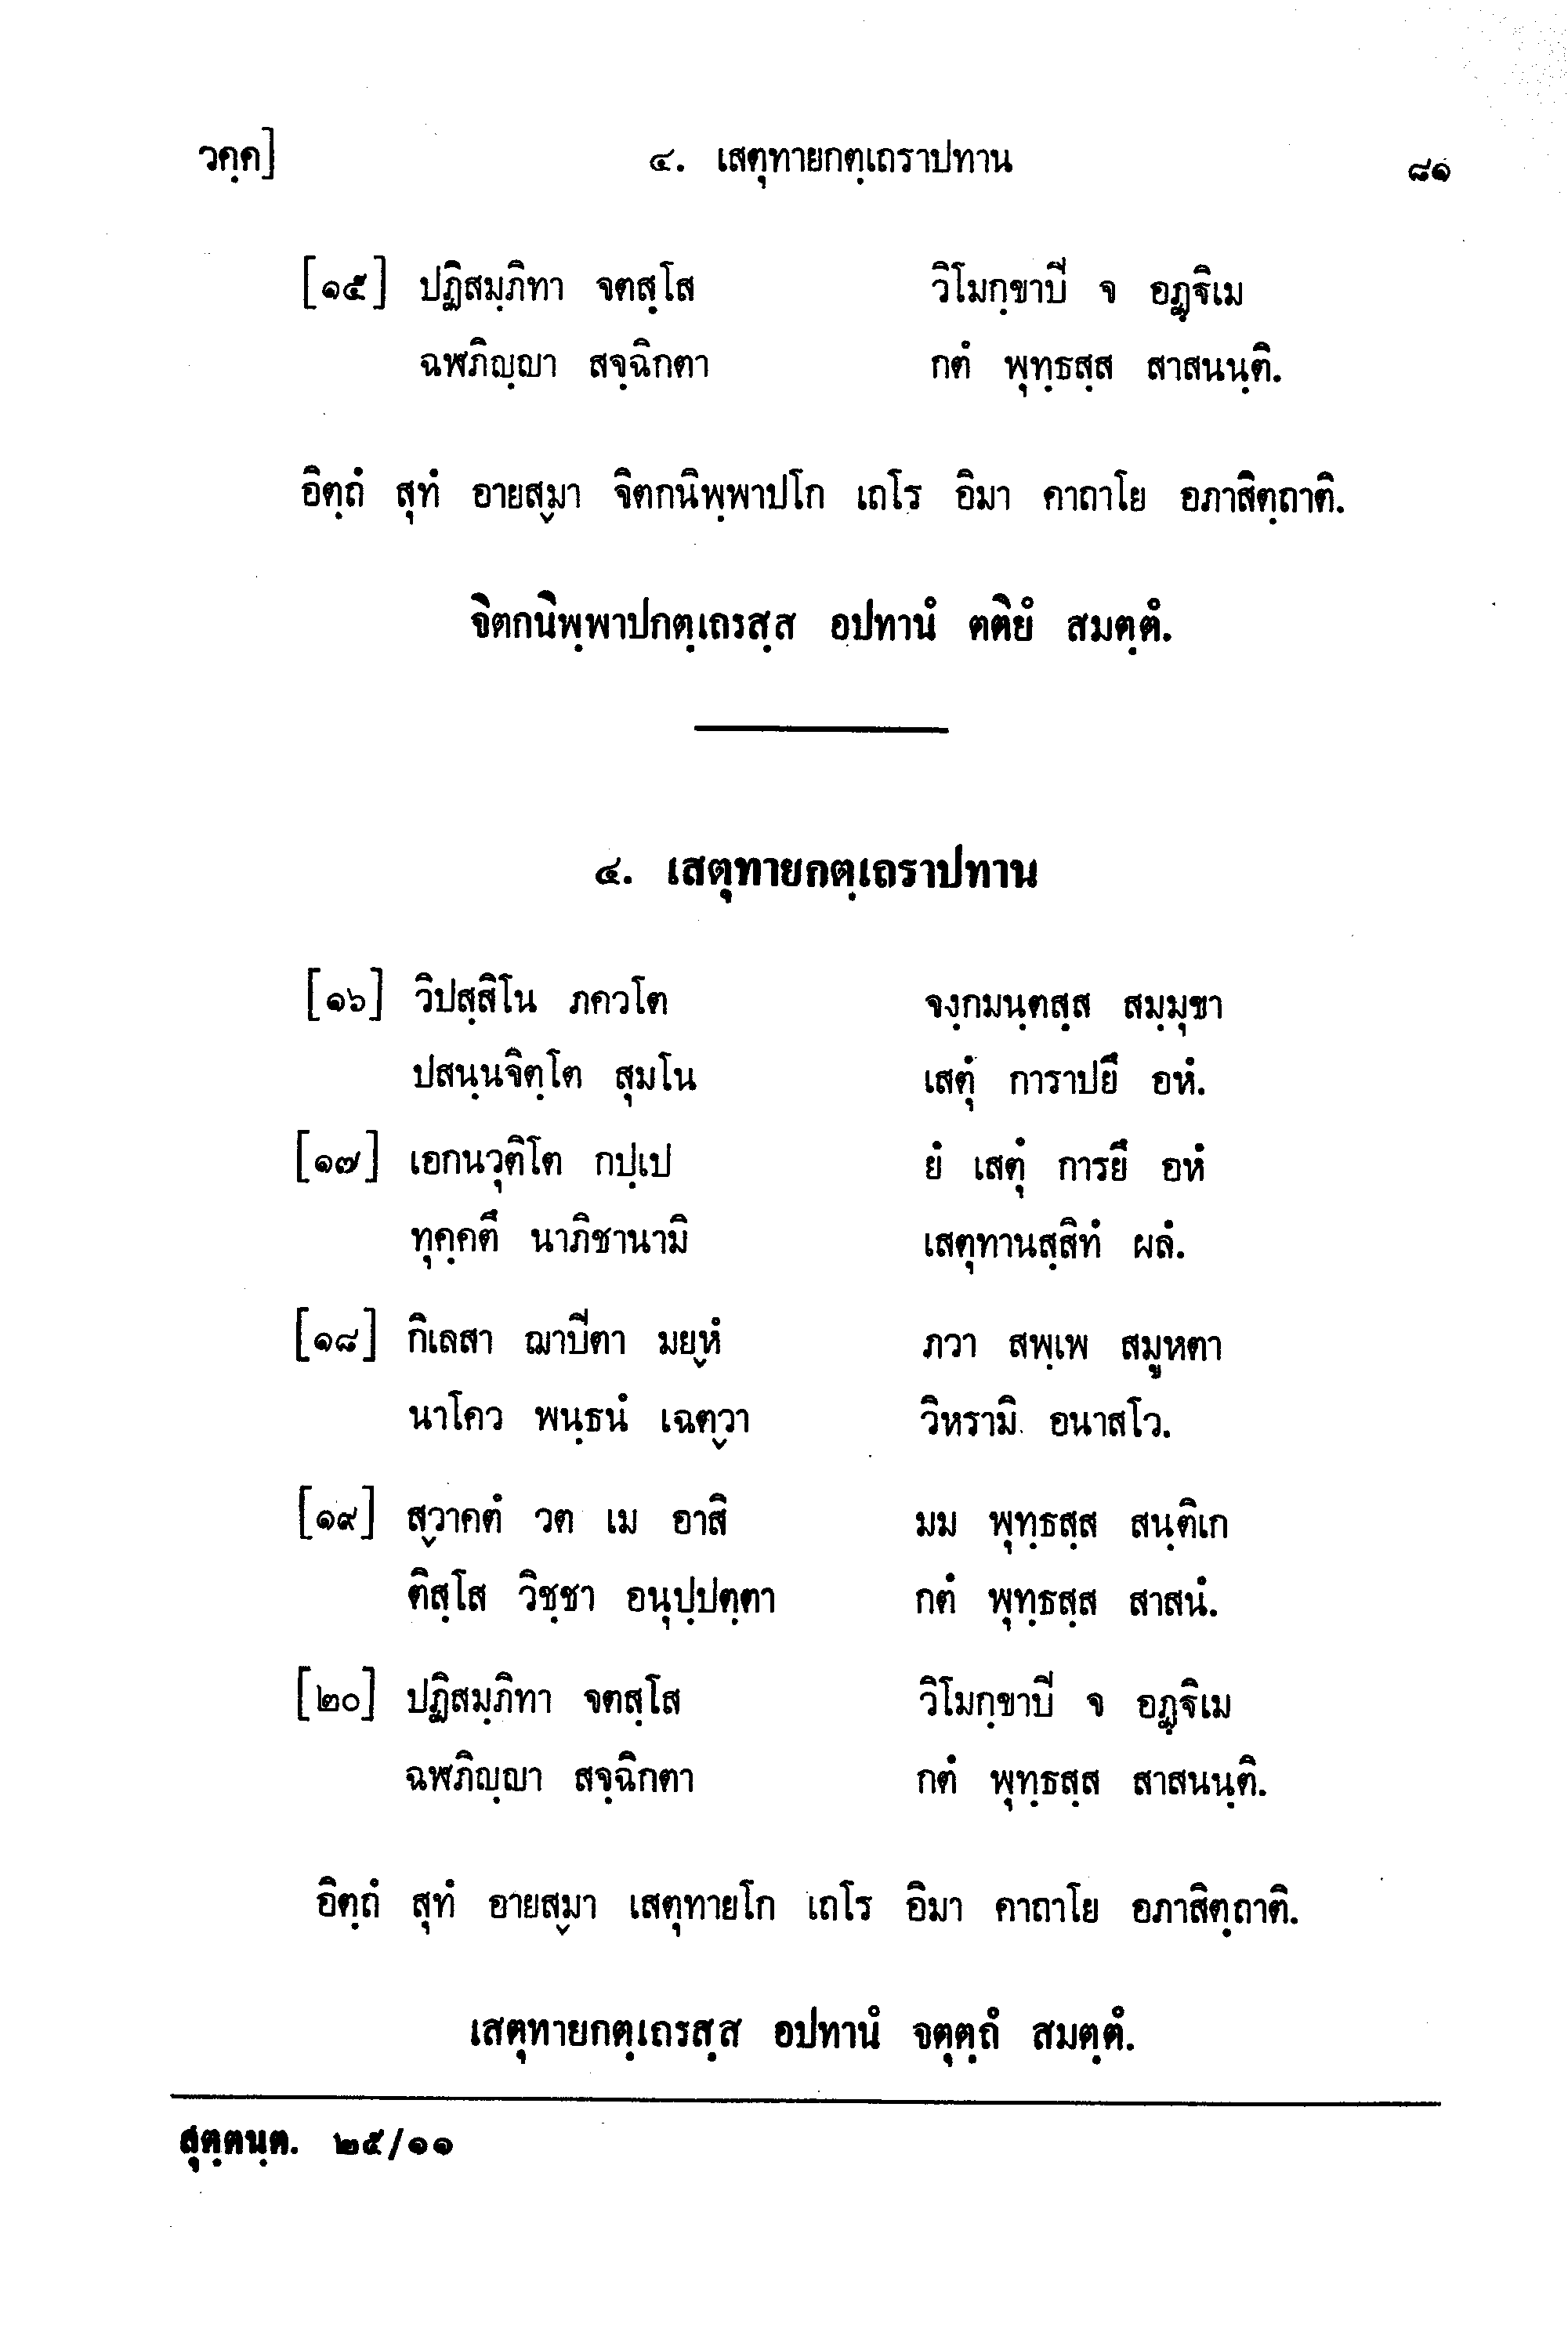 วคฺค] ๔. เสตุทายกตฺเถราปทาน ๘๑
[๑๕] ปฏิสมฺภิทา จตสฺโส วิโมกฺขาปี จ อฏฺฐิเม
ฉฬภิญฺญา สจฺฉิกตา กตํ พุทฺธสฺส สาสนนฺติ.
อิตฺถํ สุทํ อายสฺมา จิตกนิพฺพาปโก เถโร อิมา คาถาโย อภาสิตฺถาติ.
จิตกนิพฺพาปกตฺเถรสฺส อปทานํ ตติยํ สมตฺตํ.
๔. เสตุทายกตฺเถราปทาน
[๑๖] วิปสฺสิโน ภควโต จงฺกมนฺตสฺส สมฺมุขา
ปสนฺนจิตฺโต สุมโน เสตุํ การาปยึ อหํ.
[๑๗] เอกนวุติโต กปฺเป ยํ เสตุํ การยึ อหํ
ทุคฺคตึ นาภิชานามิ เสตุทานสฺสิทํ ผลํ.
[๑๘] กิเลสา ฌาปีตา มยฺหํ ภวา สพฺเพ สมูหตา
นาโคว พนฺธนํ เฉตฺวา วิหรามิ อนาสโว.
[๑๙] สฺวาคตํ วต เม อาสิ มม พุทฺธสฺส สนฺติเก
ติสฺโส วิชฺชา อนุปฺปตฺตา กตํ พุทฺธสฺส สาสนํ.
[๒๐] ปฏิสมฺภิทา จตสฺโส วิโมกฺขาปี จ อฏฺฐิเม
ฉฬภิญฺญา สจฺฉิกตา กตํ พุทฺธสฺส สาสนนฺติ.
อิตฺถํ สุทํ อายสฺมา เสตุทายโก เถโร อิมา คาถาโย อภาสิตฺถาติ.
เสตุทายกตฺเถรสฺส อปทานํ จตุตฺถํ สมตฺตํ.
สุตฺตนฺต. ๒๕/๑๑